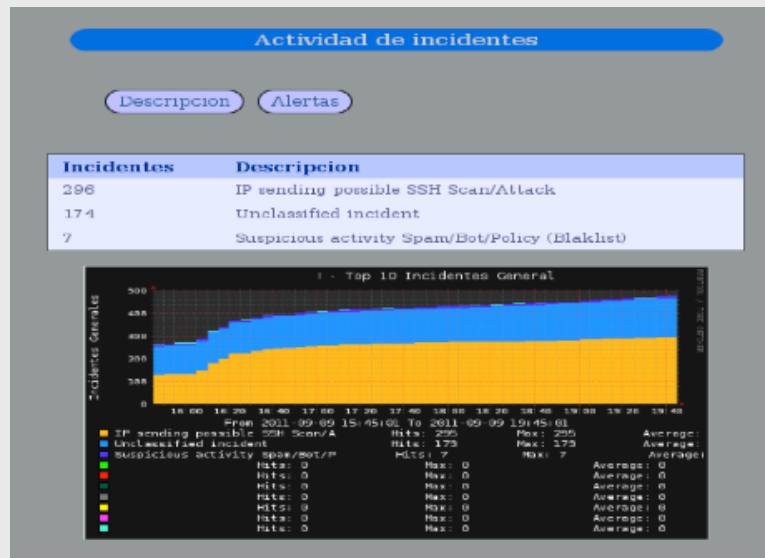 Actividad de incidentes
Descripcion Alertas
Incidentes Descripcion
296 IP sending possible SSH Scan/Attack
174 Unclassified incident
7 Suspicious activity Spam/Bot/Policy (Blaklist)
- Top 10 Incidentes General
Incidentes Generales
500
400
300
200
100
0
16:00 16:20 16:40 17:00 17:20 17:40 18:00 18:20 18:40 19:00 19:20 19:40
From 2011-09-09 15:45:01 To 2011-09-09 19:45:01
IP sending possible SSH Scan/A Hits: 295 Max: 295 Average:
Unclassified incident Hits: 173 Max: 173 Average:
Suspicious activity Spam/Bot/P Hits: 7 Max: 7 Average:
Hits: 0 Max: 0 Average: 0
Hits: 0 Max: 0 Average: 0
Hits: 0 Max: 0 Average: 0
Hits: 0 Max: 0 Average: 0
Hits: 0 Max: 0 Average: 0
Hits: 0 Max: 0 Average: 0
Hits: 0 Max: 0 Average: 0